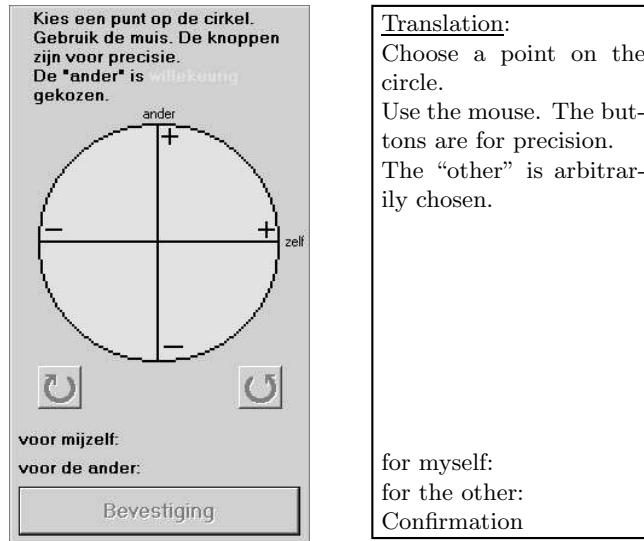 Kies een punt op de cirkel.
Gebruik de muis. De knoppen
zijn voor precisie.
De "ander" is willekeurig
gekozen.
ander
+
−
+
zelf
−
voor mijzelf:
voor de ander:
Bevestiging
Translation:
Choose a point on the
circle.
Use the mouse. The but-
tons are for precision.
The “other” is arbitrar-
ily chosen.
for myself:
for the other:
Confirmation